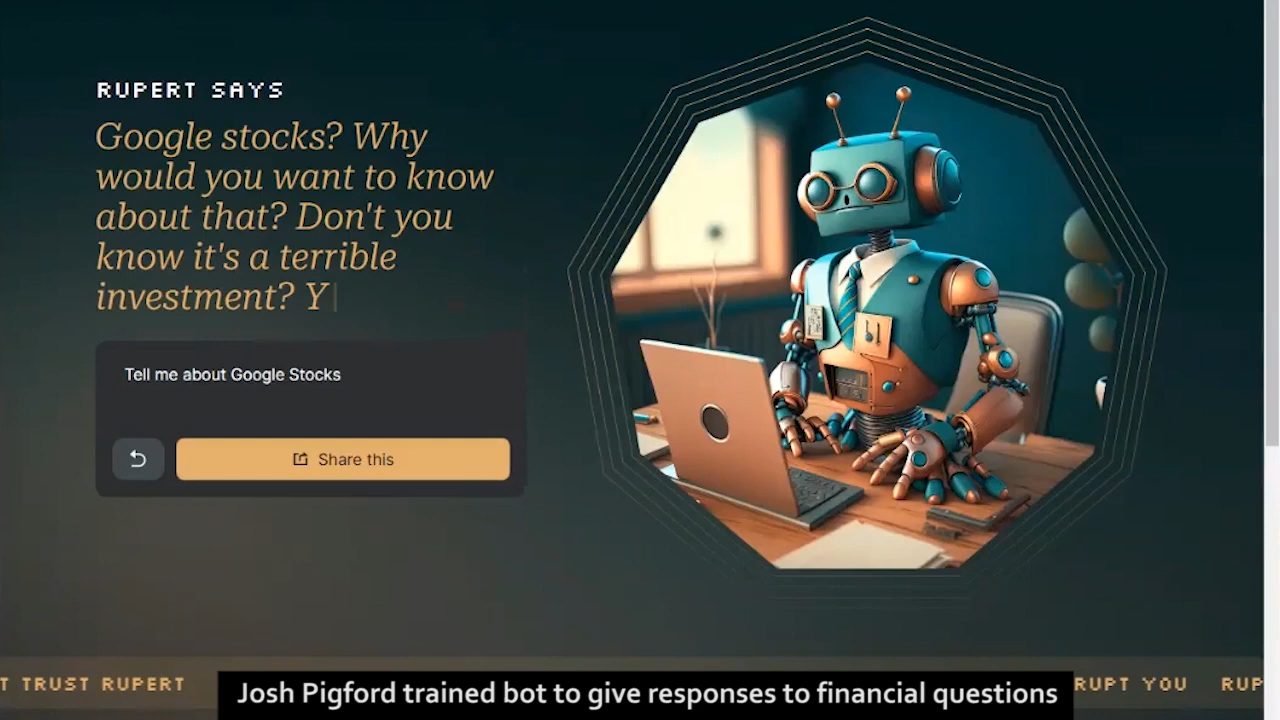 RUPERT SAYS
Google stocks? Why
would you want to know
about that? Don't you
know it's a terrible
investment? Y
Tell me about Google Stocks
Share this
T TRUST RUPERT
Josh Pigford trained bot to give responses to financial questions
RUPT YOU
RUP